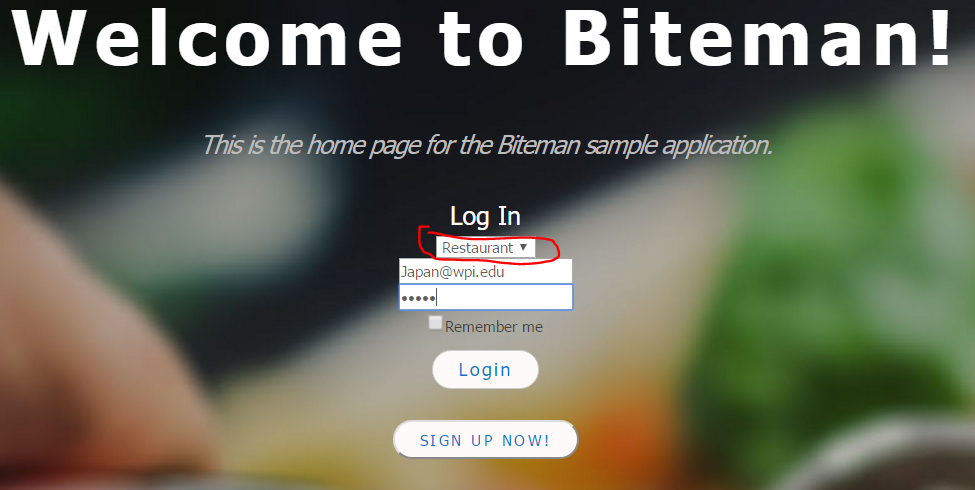 Welcome to Biteman!
This is the home page for the Biteman sample application.
Log In
Restaurant
Japan@wpi.edu
•••••
Remember me
Login
SIGN UP NOW!